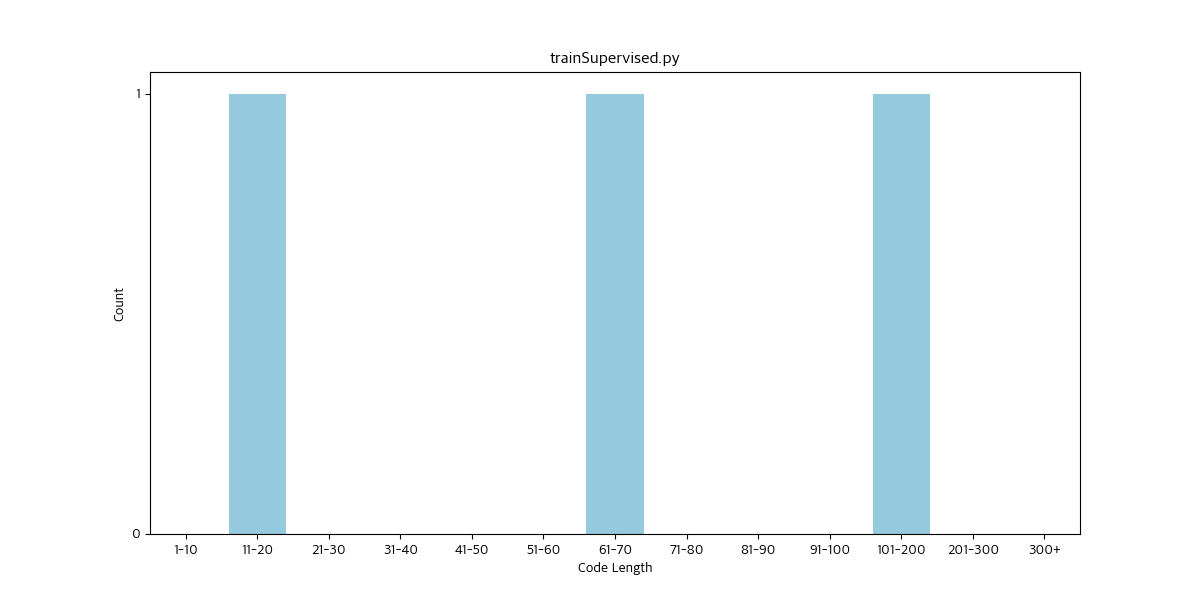 trainSupervised.py
1
Count
0
1-10 11-20 21-30 31-40 41-50 51-60 61-70 71-80 81-90 91-100 101-200 201-300 300+
Code Length